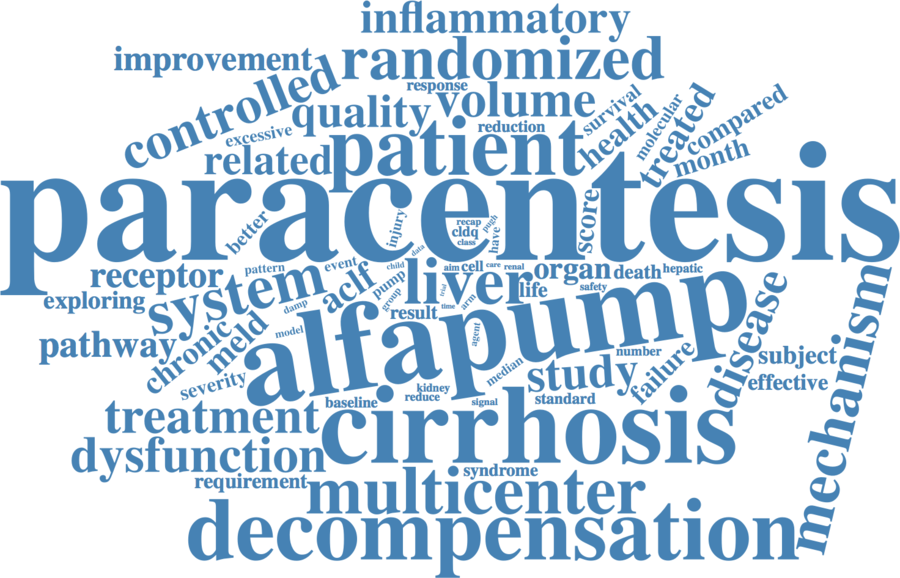 inflammatory
improvement
randomized
response
controlled
quality
volume
survival
molecular
excessive
reduction
health
treated
compared
related
patient
month
paracentesis
better
injury
recap
cldq
class
pugh
have
score
receptor
pattern
event
child
data
aim
cell
care
renal
organ
death
hepatic
exploring
system
damp
aclf
pump
group
liver
trial
time
arm
life
safety
result
pathway
chronic
meld
model
alfapump
agent
disease
mechanism
severity
median
study
number
failure
subject
effective
kidney
reduce
baseline
signal
standard
treatment
cirrhosis
dysfunction
syndrome
requirement
multicenter
decompensation